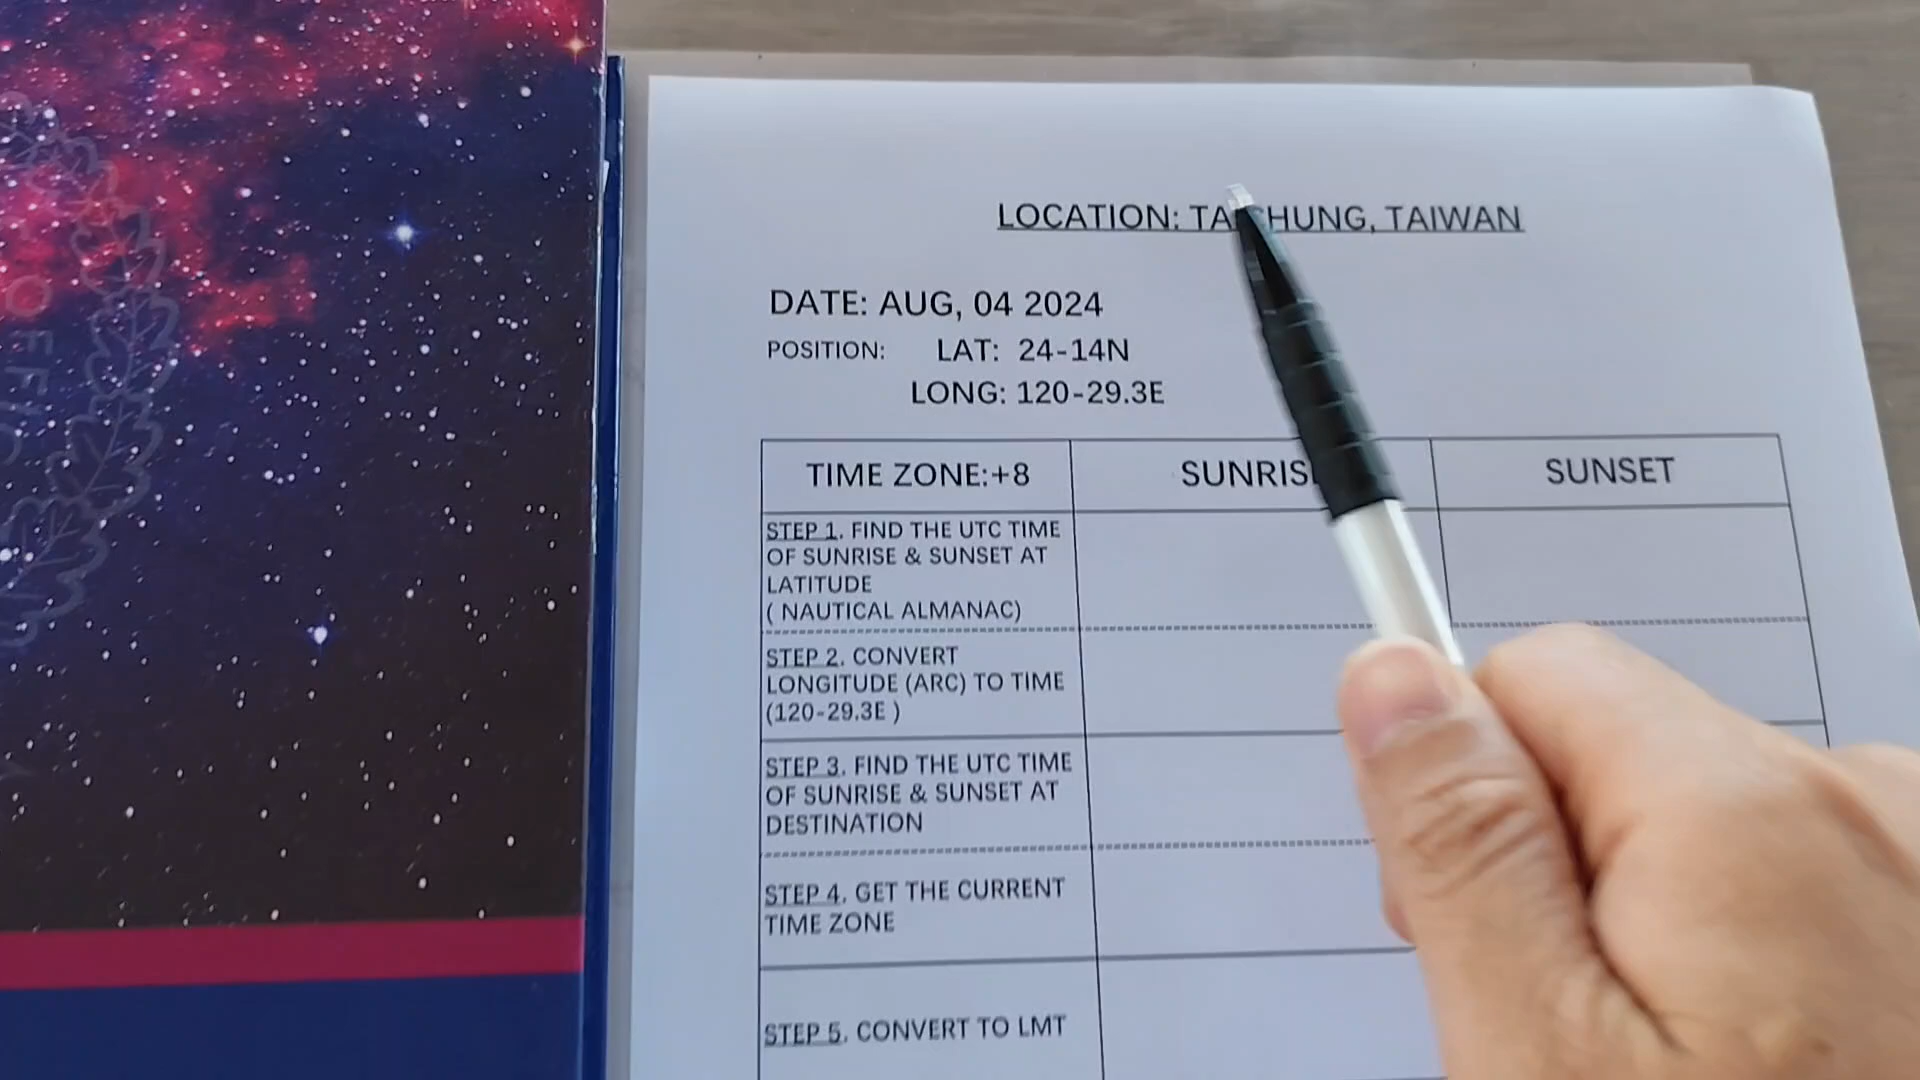 LOCATION: TAICHUNG, TAIWAN
DATE: AUG, 04 2024
POSITION: LAT: 24-14N
LONG: 120-29.3E
TIME ZONE:+8 SUNRISE SUNSET
STEP 1. FIND THE UTC TIME
OF SUNRISE & SUNSET AT
LATITUDE
( NAUTICAL ALMANAC)
STEP 2. CONVERT
LONGITUDE (ARC) TO TIME
(120-29.3E )
STEP 3. FIND THE UTC TIME
OF SUNRISE & SUNSET AT
DESTINATION
STEP 4. GET THE CURRENT
TIME ZONE
STEP 5. CONVERT TO LMT